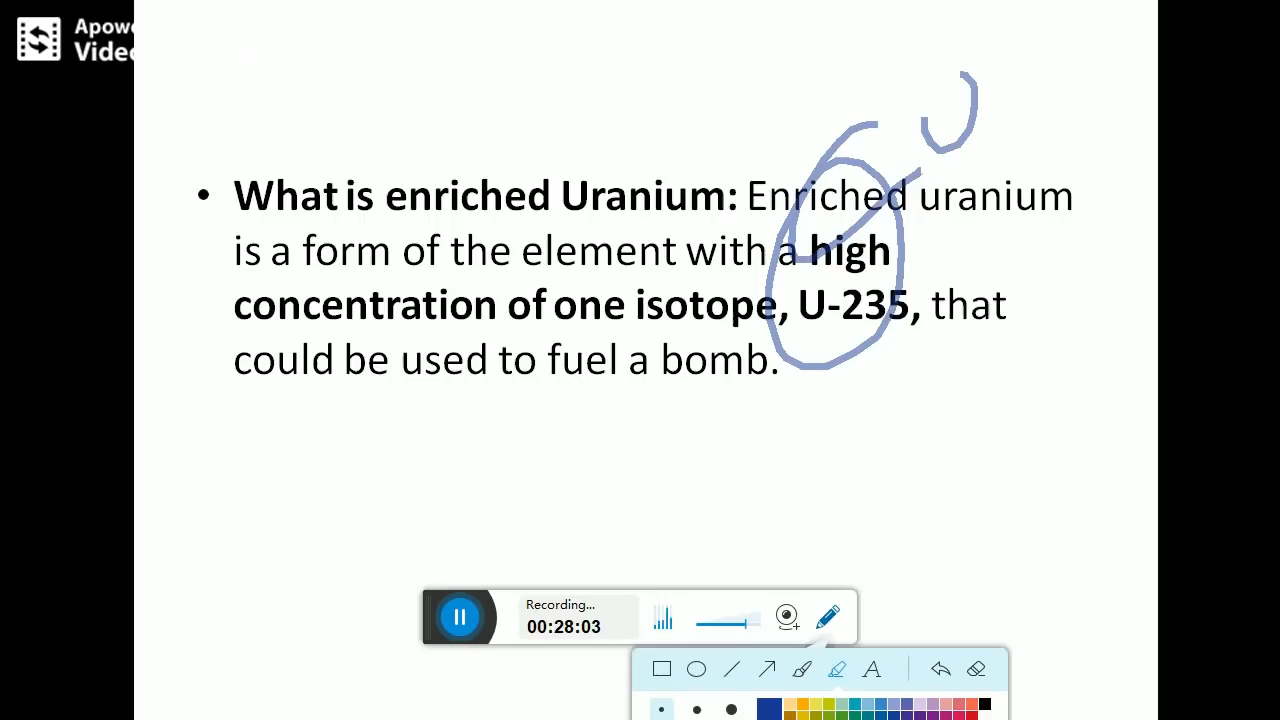 Apowe
Video
• What is enriched Uranium: Enriched uranium
is a form of the element with a high
concentration of one isotope, U-235, that
could be used to fuel a bomb.
Recording...
00:28:03
A